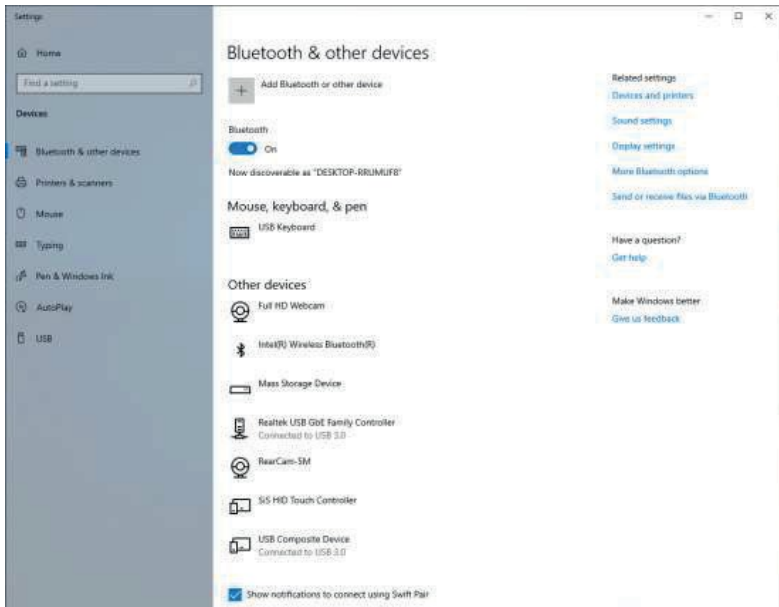 Settings
Home
Find a setting
Devices
Bluetooth & other devices
Printers & scanners
Mouse
Typing
Pen & Windows Ink
AutoPlay
USB
Bluetooth & other devices
Add Bluetooth or other device
Bluetooth
On
Now discoverable as "DESKTOP-RRUMUFB"
Mouse, keyboard, & pen
USB Keyboard
Other devices
Full HD Webcam
Intel(R) Wireless Bluetooth(R)
Mass Storage Device
Realtek USB GbE Family Controller
Connected to USB 3.0
RearCam-5M
SiS HID Touch Controller
USB Composite Device
Connected to USB 3.0
Show notifications to connect using Swift Pair
Related settings
Devices and printers
Sound settings
Display settings
More Bluetooth options
Send or receive files via Bluetooth
Have a question?
Get help
Make Windows better
Give us feedback